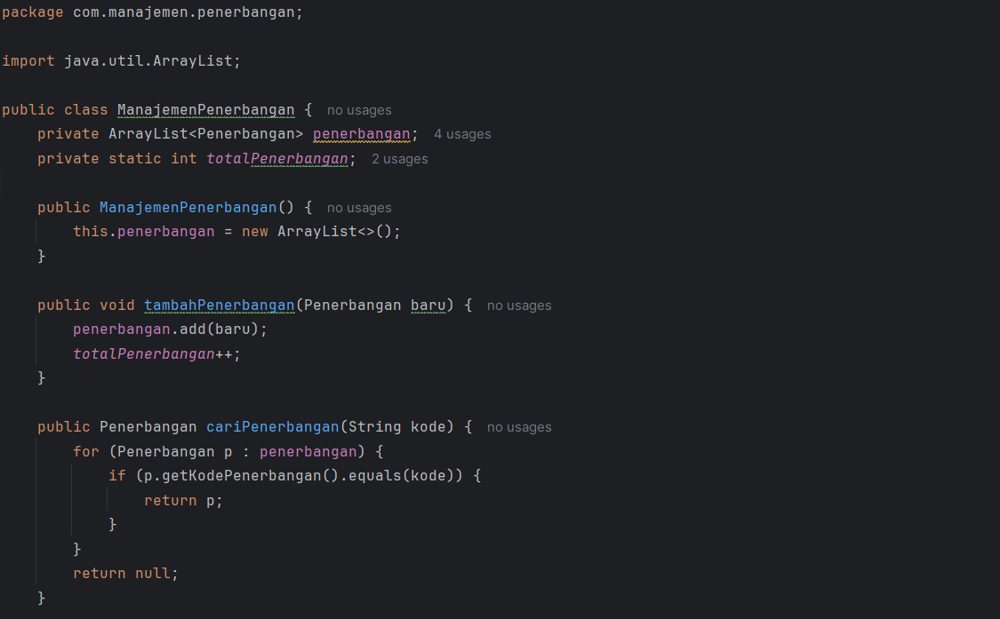 package com.manajemen.penerbangan;
import java.util.ArrayList;
public class ManajemenPenerbangan { no usages
private ArrayList<Penerbangan> penerbangan; 4 usages
private static int totalPenerbangan; 2 usages
public ManajemenPenerbangan() { no usages
this.penerbangan = new ArrayList<>();
}
public void tambahPenerbangan(Penerbangan baru) { no usages
penerbangan.add(baru);
totalPenerbangan++;
}
public Penerbangan cariPenerbangan(String kode) { no usages
for (Penerbangan p : penerbangan) {
if (p.getKodePenerbangan().equals(kode)) {
return p;
}
}
return null;
}